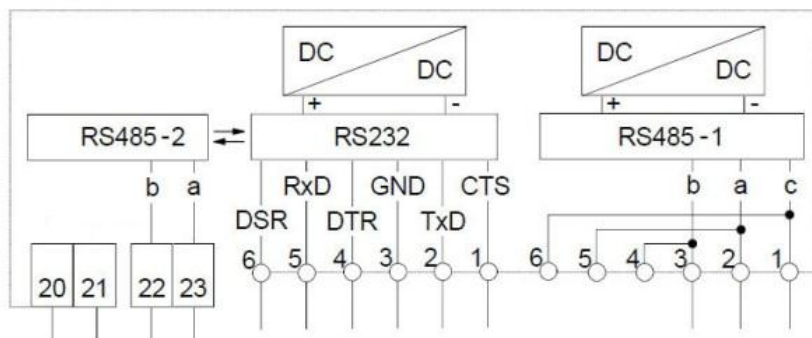 DC DC DC DC
+ - + -
RS485-2 RS232 RS485-1
b a RxD GND CTS b a c
DSR DTR TxD
6 5 4 3 2 1 6 5 4 3 2 1
20 21 22 23